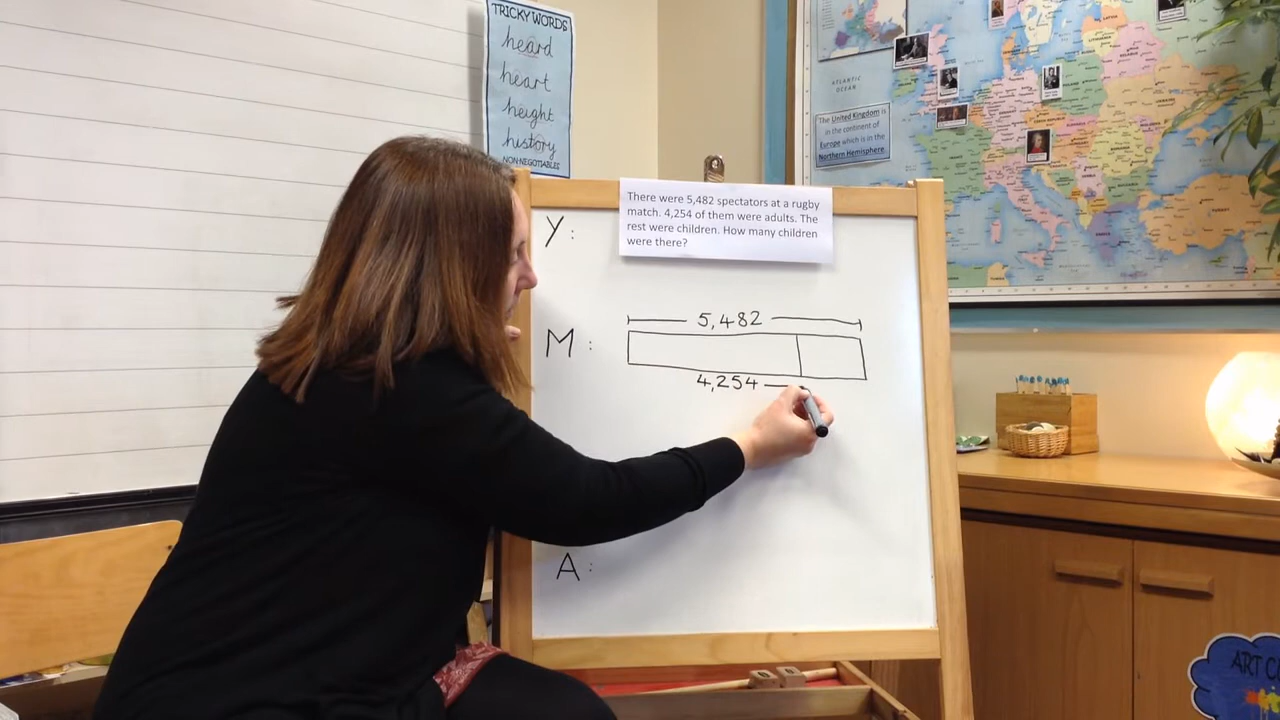 TRICKY WORDS
heard
heart
height
history
NON-NEGOTIABLES
ATLANTIC
OCEAN
The United Kingdom is
in the continent of
Europe which is in the
Northern Hemisphere.
There were 5,482 spectators at a rugby
match. 4,254 of them were adults. The
rest were children. How many children
were there?
Y:
M:
5,482
4,254
A:
ART